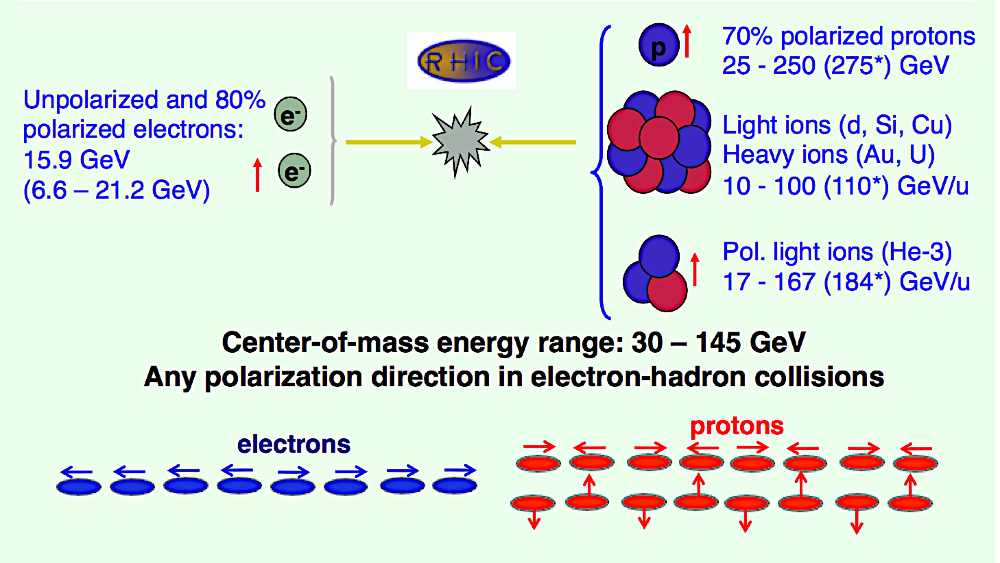 RHIC
Unpolarized and 80%
polarized electrons:
15.9 GeV
(6.6 – 21.2 GeV)
e-
e-
p
70% polarized protons
25 - 250 (275*) GeV
Light ions (d, Si, Cu)
Heavy ions (Au, U)
10 - 100 (110*) GeV/u
Pol. light ions (He-3)
17 - 167 (184*) GeV/u
Center-of-mass energy range: 30 – 145 GeV
Any polarization direction in electron-hadron collisions
electrons
protons